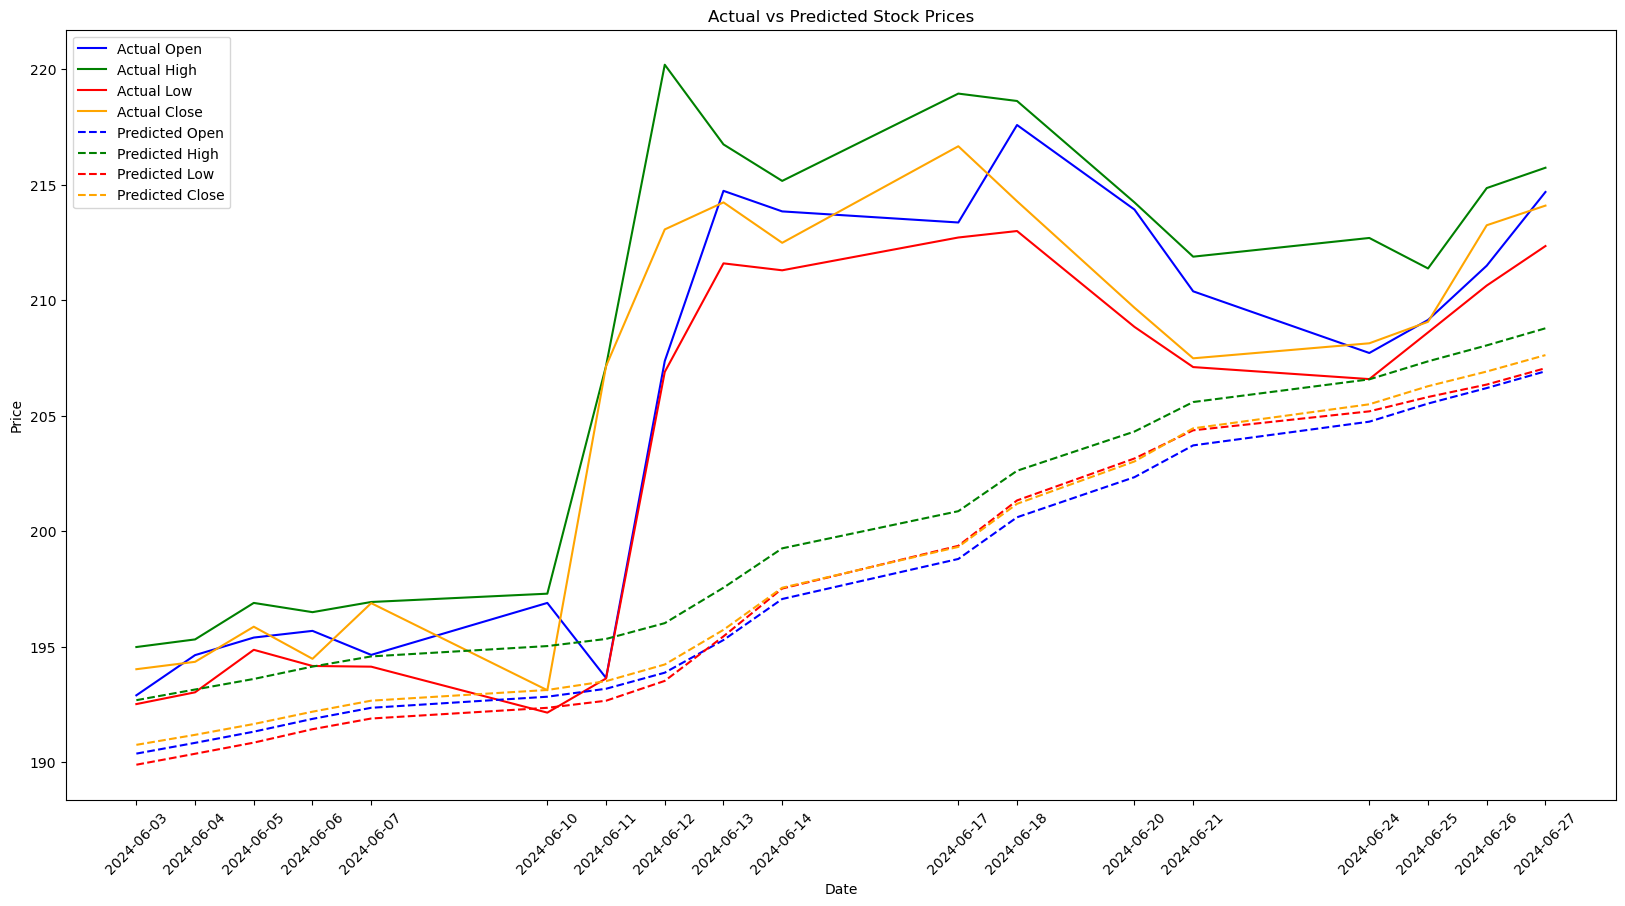 Actual vs Predicted Stock Prices
Actual Open
Actual High
Actual Low
Actual Close
Predicted Open
Predicted High
Predicted Low
Predicted Close
Price
220
215
210
205
200
195
190
2024-06-03
2024-06-04
2024-06-05
2024-06-06
2024-06-07
2024-06-10
2024-06-11
2024-06-12
2024-06-13
2024-06-14
2024-06-17
2024-06-18
2024-06-20
2024-06-21
2024-06-24
2024-06-25
2024-06-26
2024-06-27
Date